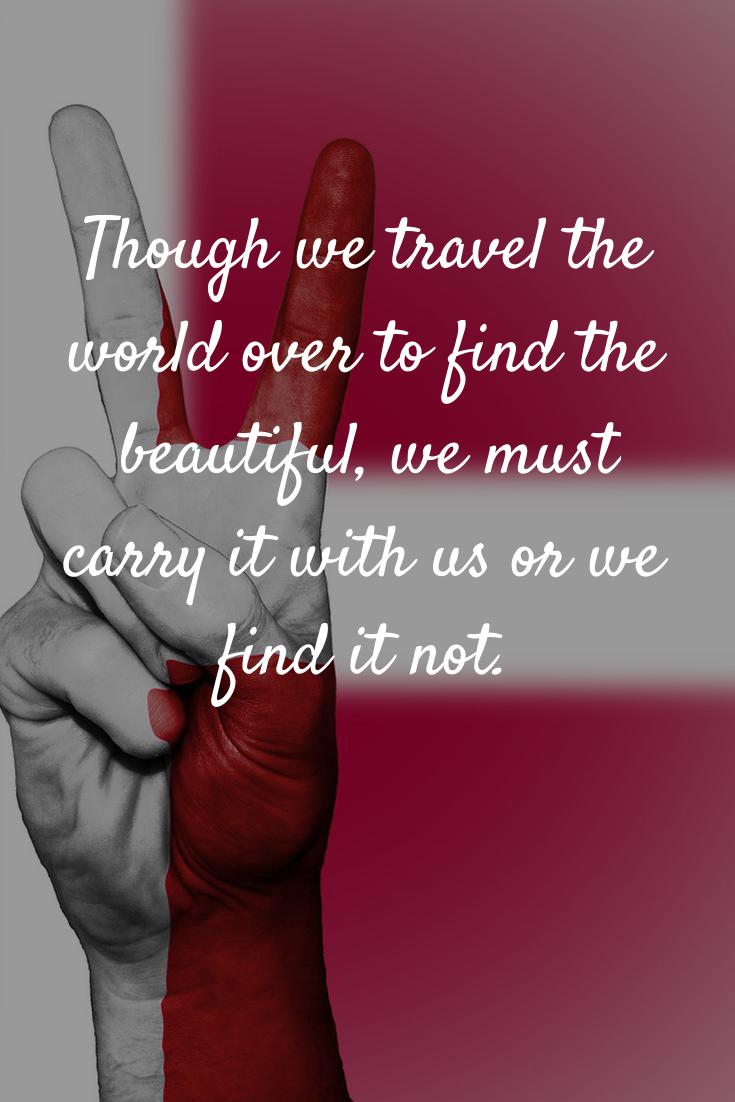 Though we travel the
world over to find the
beautiful, we must
carry it with us or we
find it not.